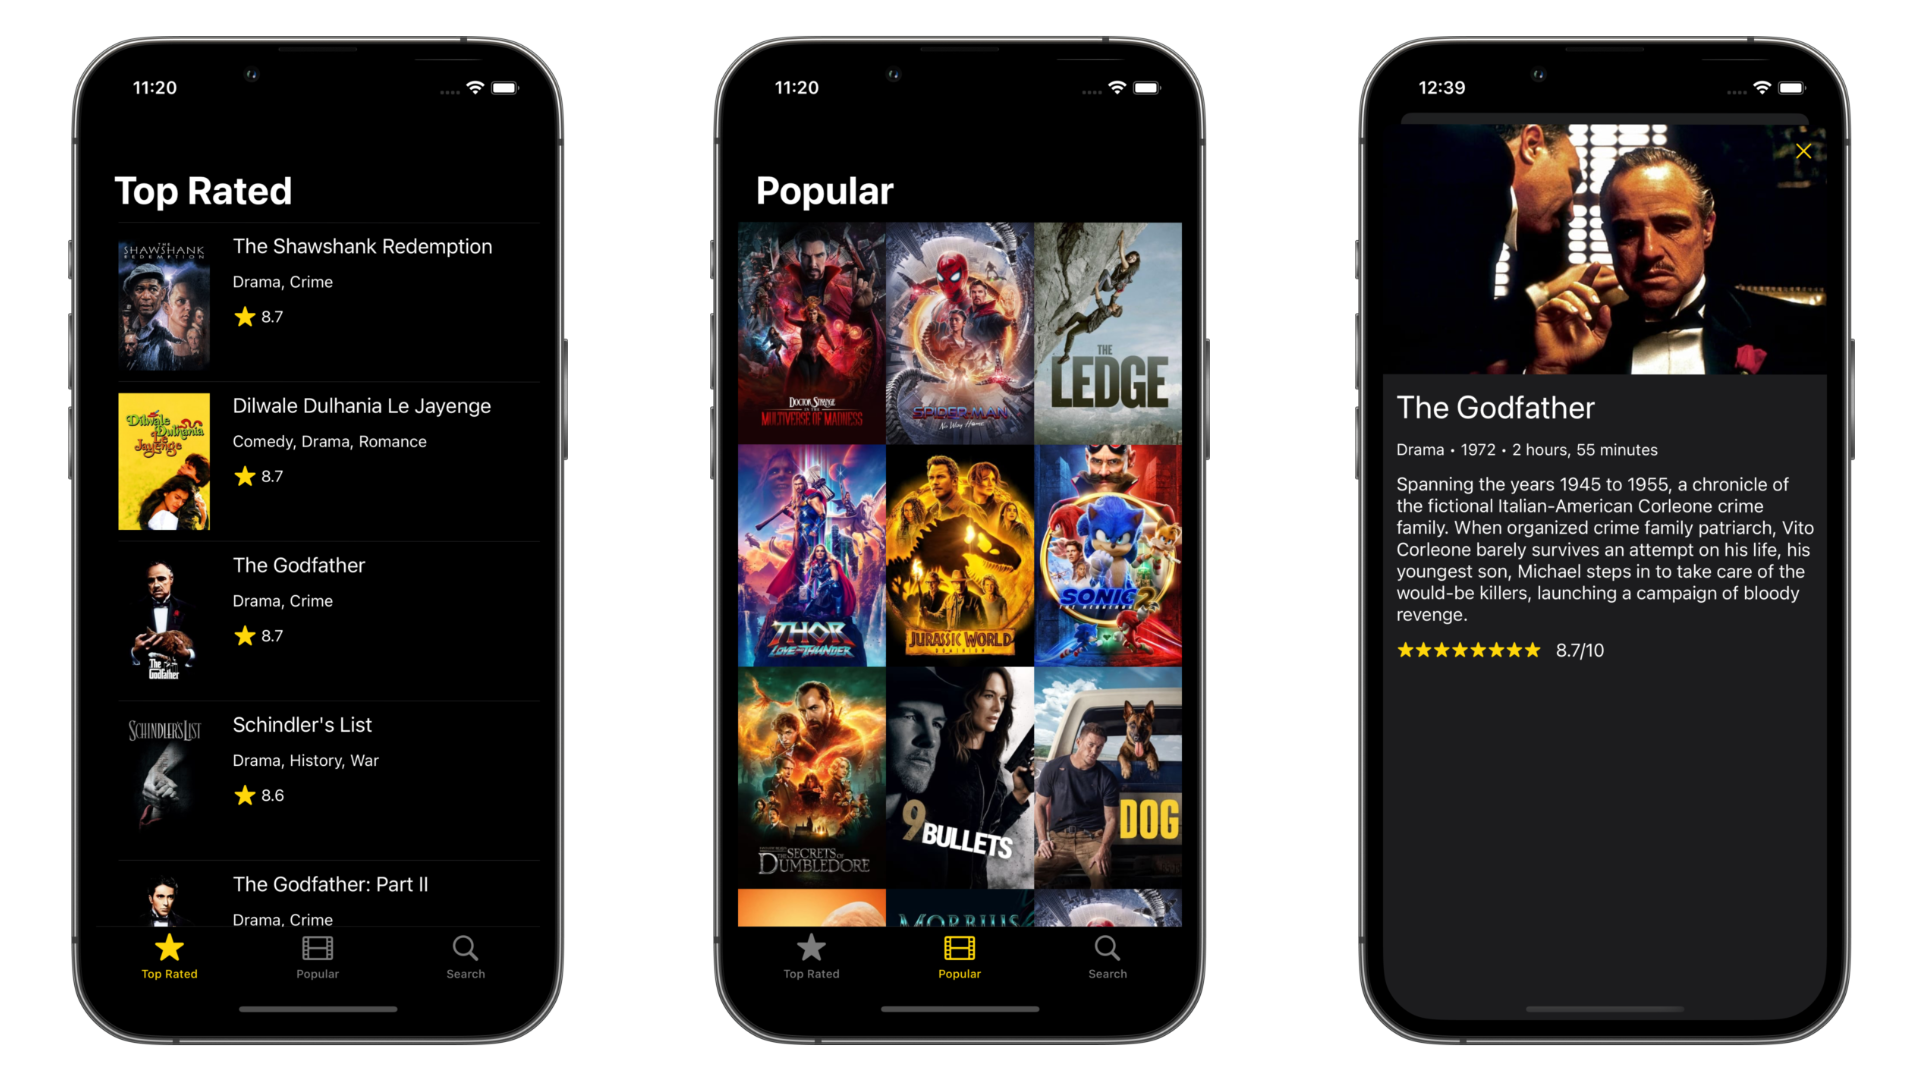 11:20
Top Rated
THE
SHAWSHANK
REDEMPTION
The Shawshank Redemption
Drama, Crime
8.7
Dilwale
Dulhania
Le
Jayenge
Dilwale Dulhania Le Jayenge
Comedy, Drama, Romance
8.7
The
Godfather
The Godfather
Drama, Crime
8.7
SCHINDLER'S LIST
Schindler's List
Drama, History, War
8.6
The Godfather: Part II
Drama, Crime
Top Rated
Popular
Search
11:20
Popular
DOCTOR STRANGE
IN THE
MULTIVERSE OF MADNESS
SPIDER-MAN
No Way Home
THE
LEDGE
THOR
LOVE AND THUNDER
JURASSIC WORLD
DOMINION
SONIC 2
THE HEDGEHOG
THE SECRETS OF
DUMBLEDORE
9
BULLETS
DOG
MORBIUS
Top Rated
Popular
Search
12:39
The Godfather
Drama • 1972 • 2 hours, 55 minutes
Spanning the years 1945 to 1955, a chronicle of
the fictional Italian-American Corleone crime
family. When organized crime family patriarch, Vito
Corleone barely survives an attempt on his life, his
youngest son, Michael steps in to take care of the
would-be killers, launching a campaign of bloody
revenge.
8.7/10